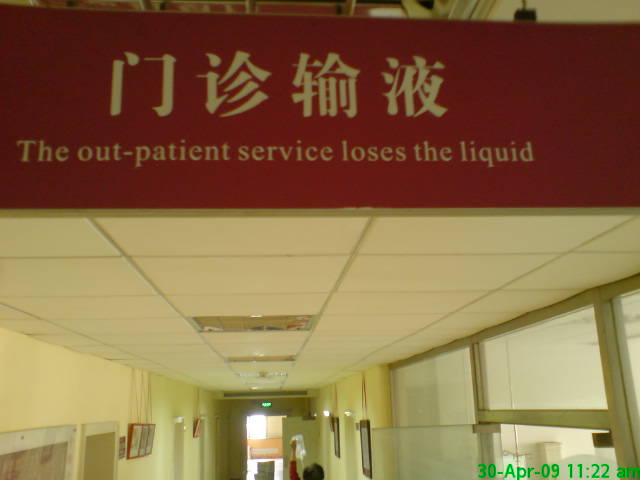 门诊输液
The out-patient service loses the liquid
30-Apr-09 11:22 am